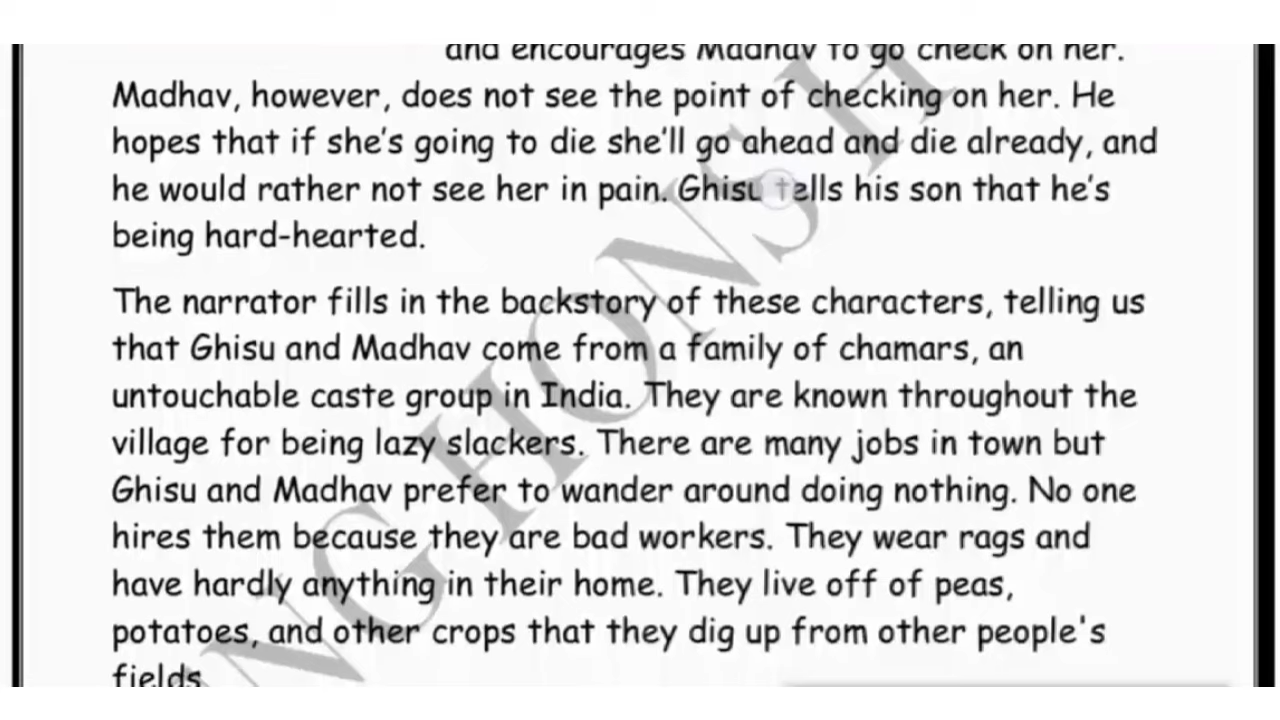 and encourages Madhav to go check on her.
Madhav, however, does not see the point of checking on her. He
hopes that if she's going to die she'll go ahead and die already, and
he would rather not see her in pain. Ghisu tells his son that he's
being hard-hearted.
The narrator fills in the backstory of these characters, telling us
that Ghisu and Madhav come from a family of chamars, an
untouchable caste group in India. They are known throughout the
village for being lazy slackers. There are many jobs in town but
Ghisu and Madhav prefer to wander around doing nothing. No one
hires them because they are bad workers. They wear rags and
have hardly anything in their home. They live off of peas,
potatoes, and other crops that they dig up from other people's
fields.